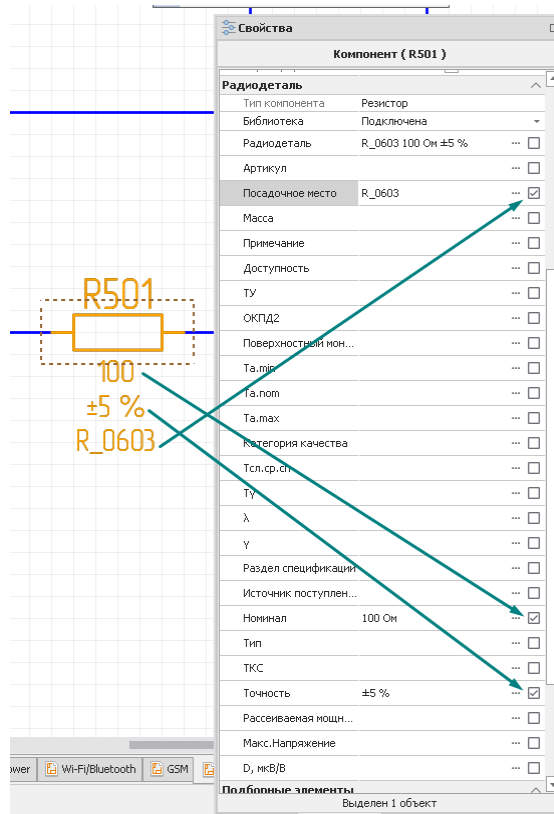 Свойства
Компонент ( R501 )
Радиодеталь
Тип компонента Резистор
Библиотека Подключена
Радиодеталь R_0603 100 Ом ±5 % ...
Артикул ...
Посадочное место R_0603 ...
Масса ...
Примечание ...
Доступность ...
ТУ ...
ОКПД2 ...
Поверхностный мон... ...
Ta.min ...
Ta.nom ...
Ta.max ...
Категория качества ...
Тсл.ср.сп ...
Tγ ...
λ ...
γ ...
Раздел спецификации ...
Источник поступлен... ...
Номинал 100 Ом ...
Тип ...
ТКС ...
Точность ±5 % ...
Рассеиваемая мощн... ...
Макс.Напряжение ...
D, мкВ/В ...
Подборные элементы
Выделен 1 объект
R501
100
±5 %
R_0603
ower
Wi-Fi/Bluetooth
GSM